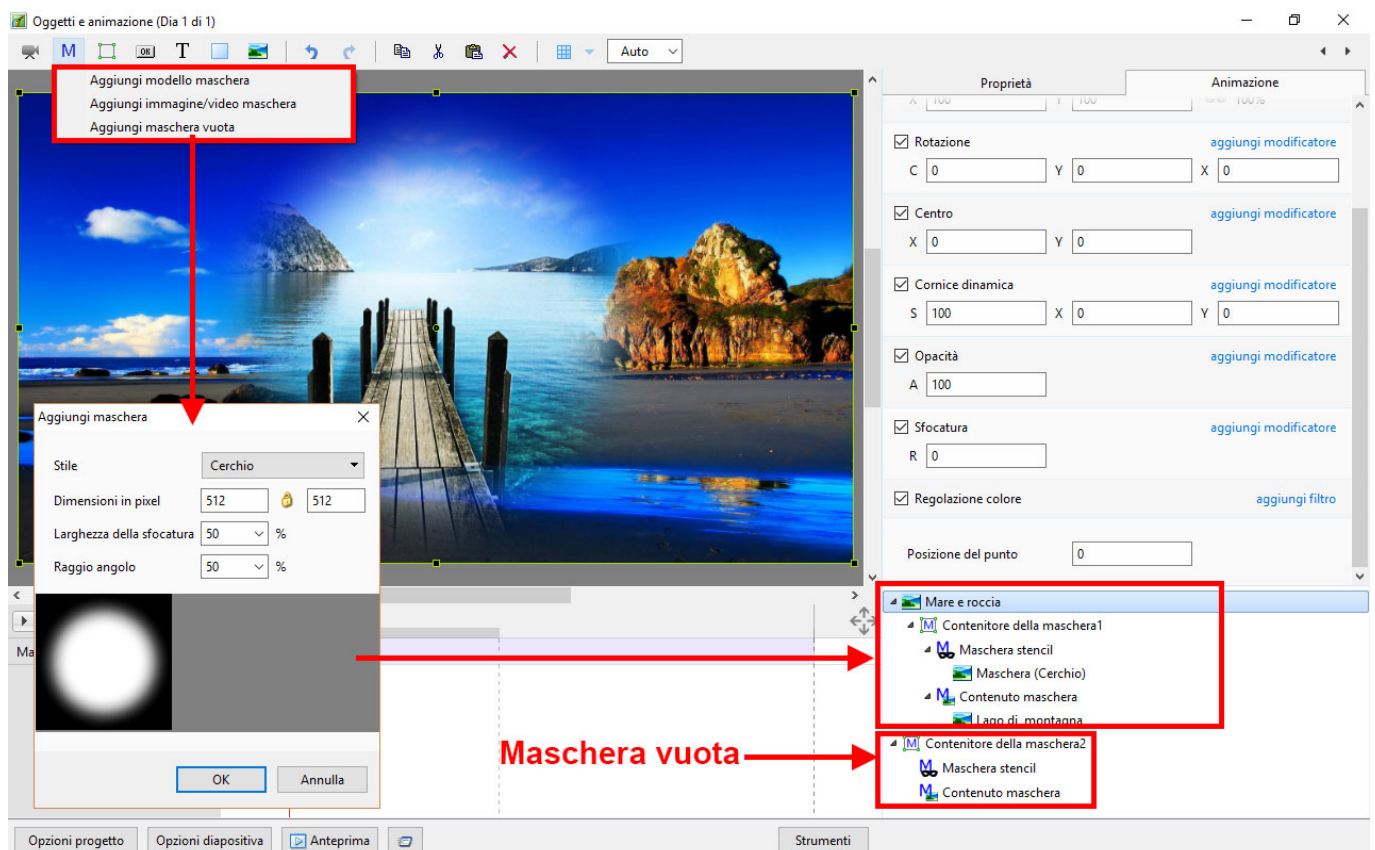 Oggetti e animazione (Dia 1 di 1)
M OK T Auto
Aggiungi modello maschera
Aggiungi immagine/video maschera
Aggiungi maschera vuota
Proprietà Animazione
X 100 Y 100 100%
Rotazione aggiungi modificatore
C 0 Y 0 X 0
Centro aggiungi modificatore
X 0 Y 0
Cornice dinamica aggiungi modificatore
S 100 X 0 Y 0
Opacità aggiungi modificatore
A 100
Sfocatura aggiungi modificatore
R 0
Regolazione colore aggiungi filtro
Posizione del punto 0
Aggiungi maschera
Stile Cerchio
Dimensioni in pixel 512 512
Larghezza della sfocatura 50 %
Raggio angolo 50 %
OK Annulla
Ma
Mare e roccia
M Contenitore della maschera1
M Maschera stencil
Maschera (Cerchio)
M Contenuto maschera
Lago di montagna
Maschera vuota
M Contenitore della maschera2
M Maschera stencil
M Contenuto maschera
Opzioni progetto Opzioni diapositiva Anteprima Strumenti